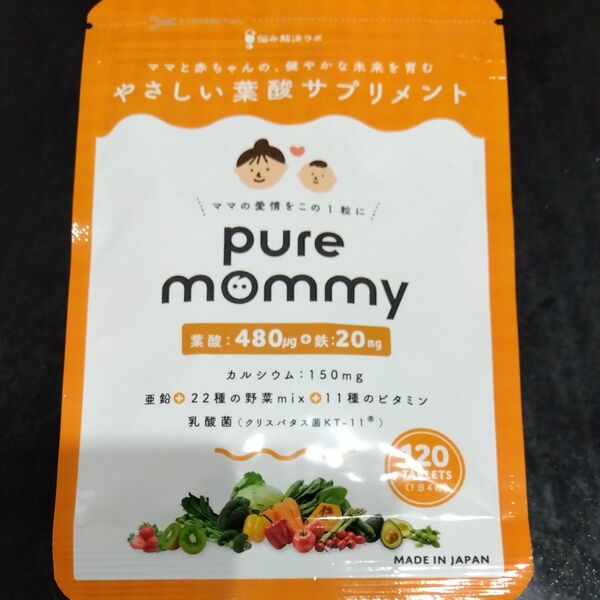 悩み解決ラボ
ママと赤ちゃんの、健やかな未来を育む
やさしい葉酸サプリメント
ママの愛情をこの1粒に
pure
mommy
葉酸:480μg+鉄:20mg
カルシウム:150mg
亜鉛+22種の野菜mix+11種のビタミン
乳酸菌(クリスパタス菌KT-11®)
120
TABLETS
MADE IN JAPAN